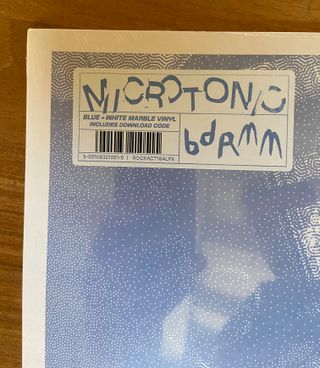 MICROTONIC
BLUE + WHITE MARBLE VINYL
INCLUDES DOWNLOAD CODE
bdRMM
ROCKACT164LPX